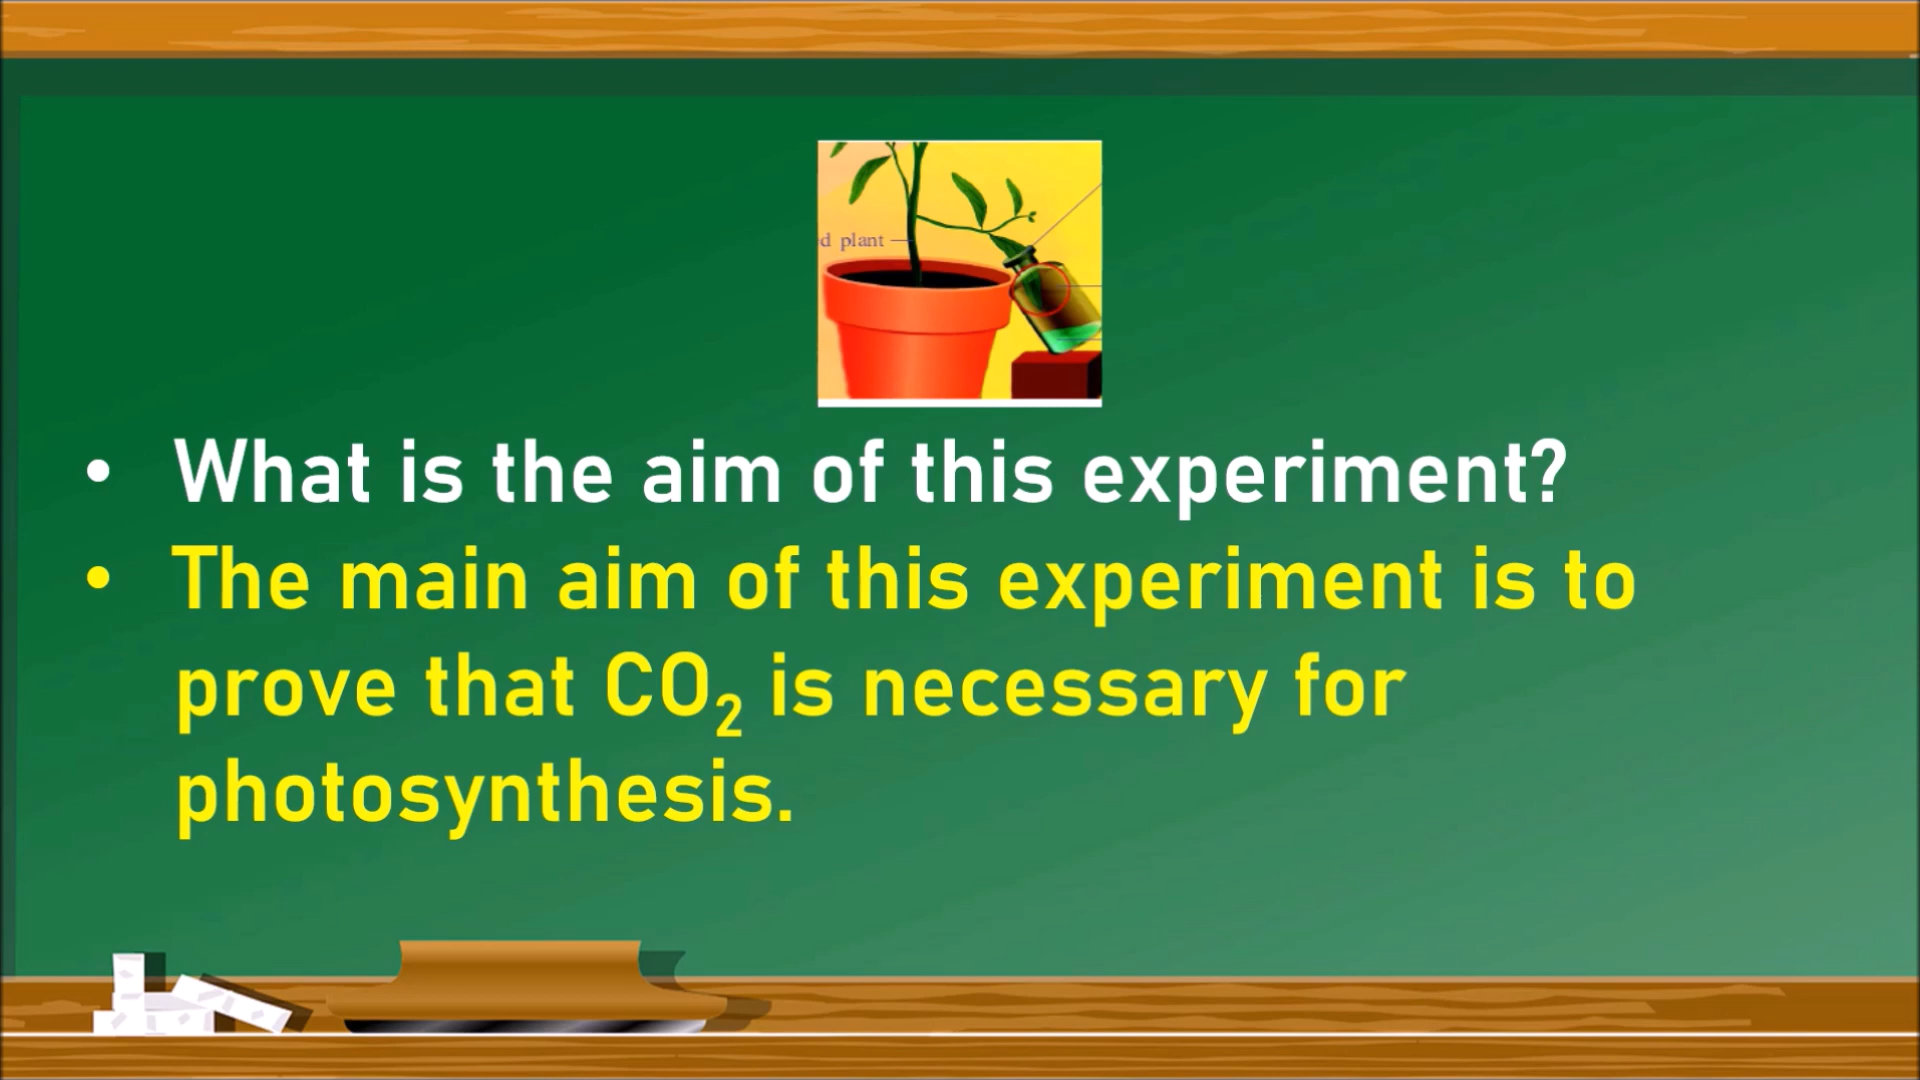 d plant
• What is the aim of this experiment?
• The main aim of this experiment is to
prove that CO₂ is necessary for
photosynthesis.